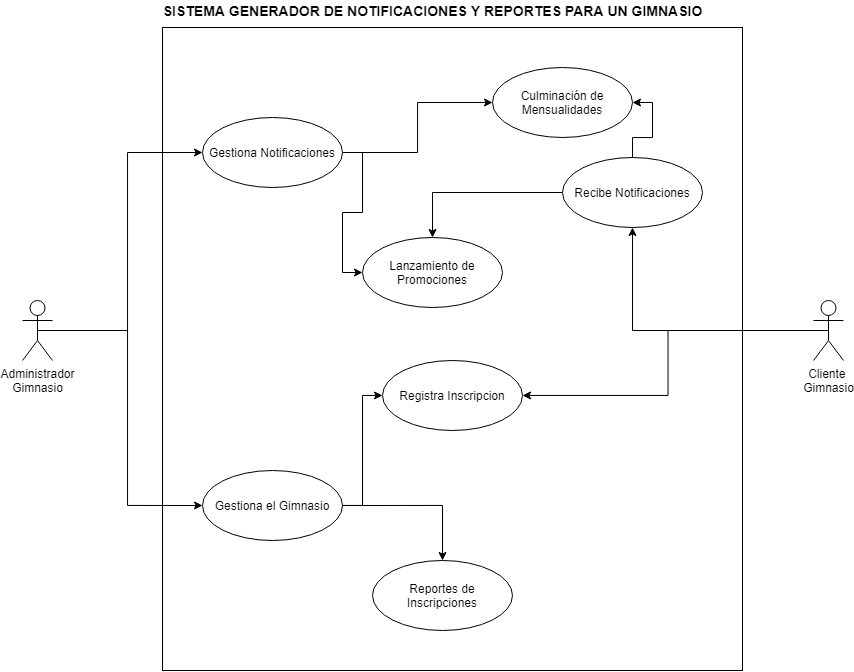 SISTEMA GENERADOR DE NOTIFICACIONES Y REPORTES PARA UN GIMNASIO
Culminación de
Mensualidades
Gestiona Notificaciones
Recibe Notificaciones
Lanzamiento de
Promociones
Administrador
Gimnasio
Cliente
Gimnasio
Registra Inscripcion
Gestiona el Gimnasio
Reportes de
Inscripciones